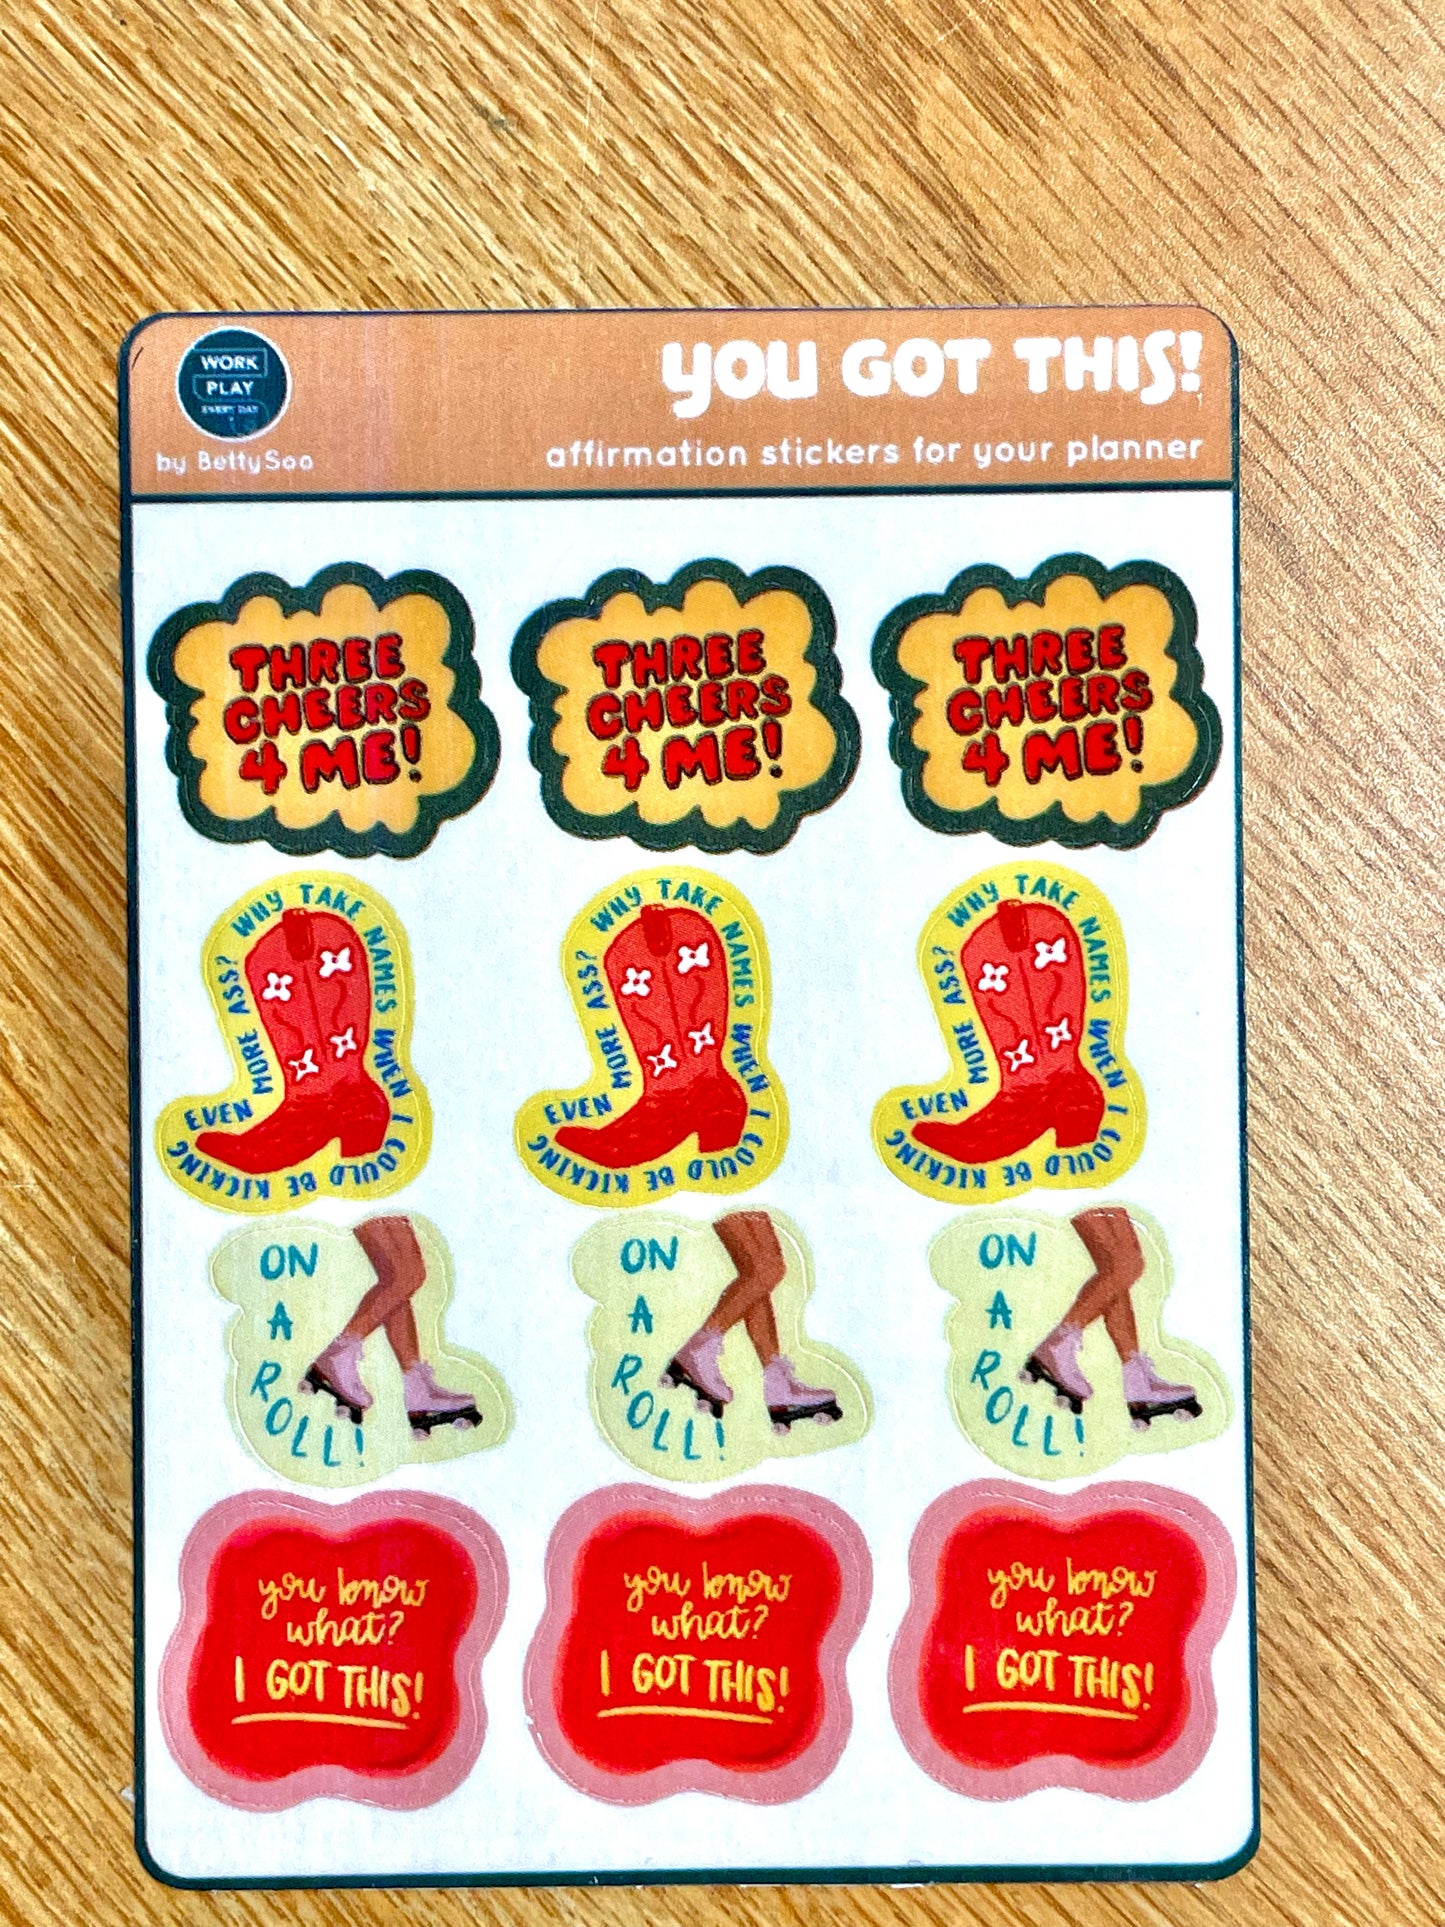 WORK
PLAY
EVERY DAY
by BettySoo
YOU GOT THIS!
affirmation stickers for your planner
THREE
CHEERS
4 ME!
THREE
CHEERS
4 ME!
THREE
CHEERS
4 ME!
WHY TAKE NAMES WHEN I COULD BE KICKING EVEN MORE ASS?
WHY TAKE NAMES WHEN I COULD BE KICKING EVEN MORE ASS?
WHY TAKE NAMES WHEN I COULD BE KICKING EVEN MORE ASS?
ON
A
ROLL!
ON
A
ROLL!
ON
A
ROLL!
you know
what?
I GOT THIS!
you know
what?
I GOT THIS!
you know
what?
I GOT THIS!